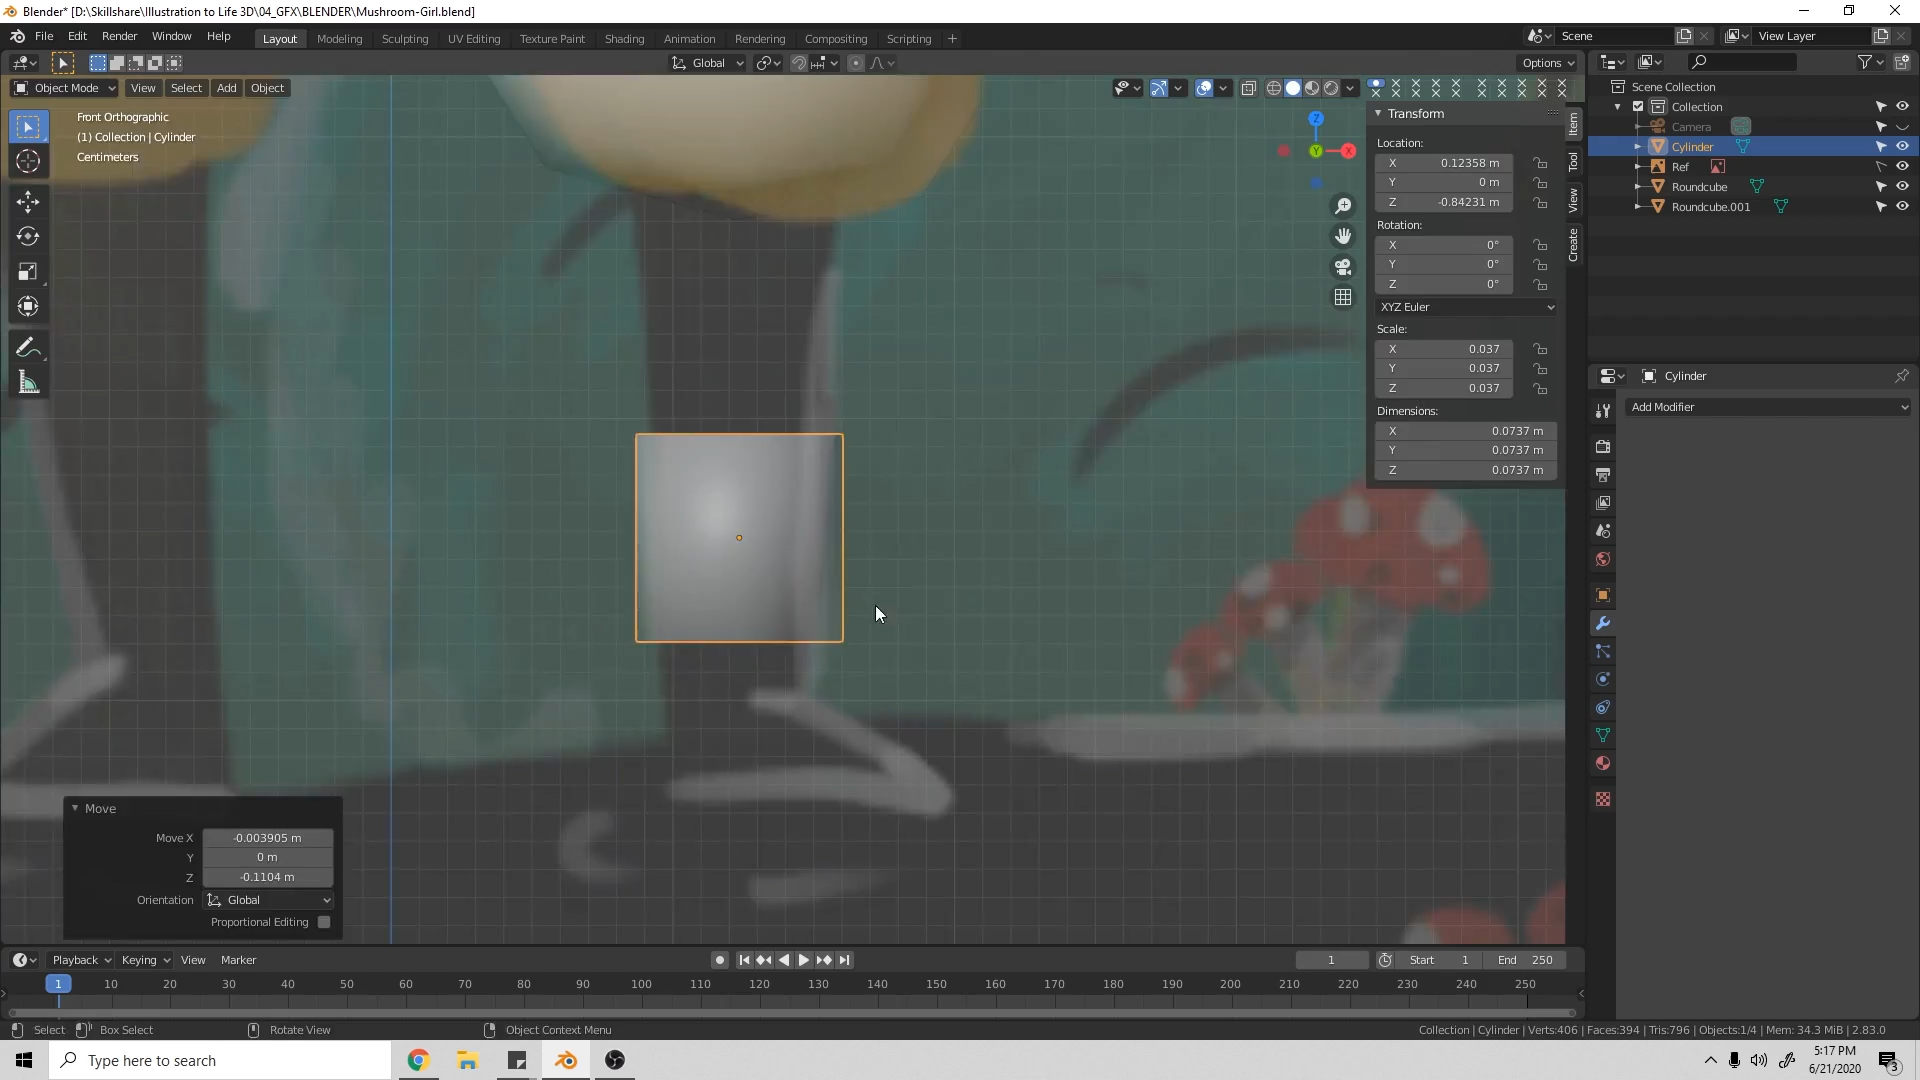 Blender* [D:\Skillshare\Illustration to Life 3D\04_GFX\BLENDER\Mushroom-Girl.blend]
File Edit Render Window Help Layout Modeling Sculpting UV Editing Texture Paint Shading Animation Rendering Compositing Scripting + Scene View Layer
Global Options
Object Mode View Select Add Object
Front Orthographic
(1) Collection | Cylinder
Centimeters
Z
X
Y
Transform
Location:
X 0.12358 m
Y 0 m
Z -0.84231 m
Rotation:
X 0°
Y 0°
Z 0°
XYZ Euler
Scale:
X 0.037
Y 0.037
Z 0.037
Dimensions:
X 0.0737 m
Y 0.0737 m
Z 0.0737 m
Item
Tool
View
Create
Scene Collection
Collection
Camera
Cylinder
Ref
Roundcube
Roundcube.001
Cylinder
Add Modifier
Move
Move X -0.003905 m
Y 0 m
Z -0.1104 m
Orientation Global
Proportional Editing
Playback Keying View Marker 1 Start 1 End 250
1 10 20 30 40 50 60 70 80 90 100 110 120 130 140 150 160 170 180 190 200 210 220 230 240 250
Select Box Select Rotate View Object Context Menu Collection | Cylinder | Verts:406 | Faces:394 | Tris:796 | Objects:1/4 | Mem: 34.3 MiB | 2.83.0
Type here to search
5:17 PM
6/21/2020
3